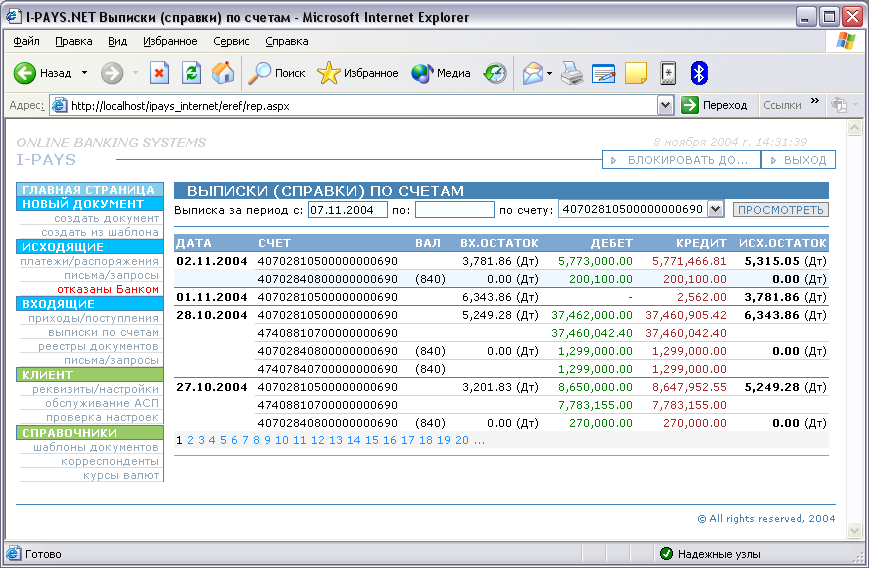 I-PAYS.NET Выписки (справки) по счетам - Microsoft Internet Explorer
Файл Правка Вид Избранное Сервис Справка
Назад Поиск Избранное Медиа
Адрес: http://localhost/ipays_internet/eref/rep.aspx Переход Ссылки »
ONLINE BANKING SYSTEMS 8 ноября 2004 г. 14:31:39
I-PAYS БЛОКИРОВАТЬ ДО... ВЫХОД
ГЛАВНАЯ СТРАНИЦА
НОВЫЙ ДОКУМЕНТ
создать документ
создать из шаблона
ИСХОДЯЩИЕ
платежи/распоряжения
письма/запросы
отказаны Банком
ВХОДЯЩИЕ
приходы/поступления
выписки по счетам
реестры документов
письма/запросы
КЛИЕНТ
реквизиты/настройки
обслуживание АСП
проверка настроек
СПРАВОЧНИКИ
шаблоны документов
корреспонденты
курсы валют
ВЫПИСКИ (СПРАВКИ) ПО СЧЕТАМ
Выписка за период с: 07.11.2004 по: по счету: 40702810500000000690 ПРОСМОТРЕТЬ
ДАТА СЧЕТ ВАЛ ВХ.ОСТАТОК ДЕБЕТ КРЕДИТ ИСХ.ОСТАТОК
02.11.2004 40702810500000000690 3,781.86 (Дт) 5,773,000.00 5,771,466.81 5,315.05 (Дт)
40702840800000000690 (840) 0.00 (Дт) 200,100.00 200,100.00 0.00 (Дт)
01.11.2004 40702810500000000690 6,343.86 (Дт) - 2,562.00 3,781.86 (Дт)
28.10.2004 40702810500000000690 5,249.28 (Дт) 37,462,000.00 37,460,905.42 6,343.86 (Дт)
47408810700000000690 37,460,042.40 37,460,042.40
40702840800000000690 (840) 0.00 (Дт) 1,299,000.00 1,299,000.00 0.00 (Дт)
47407840700000000690 (840) 1,299,000.00 1,299,000.00
27.10.2004 40702810500000000690 3,201.83 (Дт) 8,650,000.00 8,647,952.55 5,249.28 (Дт)
47408810700000000690 7,783,155.00 7,783,155.00
40702840800000000690 (840) 0.00 (Дт) 270,000.00 270,000.00 0.00 (Дт)
1 2 3 4 5 6 7 8 9 10 11 12 13 14 15 16 17 18 19 20 ...
© All rights reserved, 2004
Готово Надежные узлы